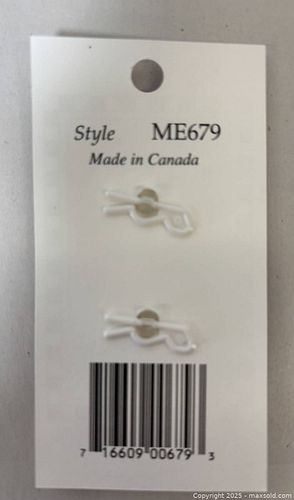 Style ME679
Made in Canada
7 16609 00679 3
Copyright 2025 - maxsold.com